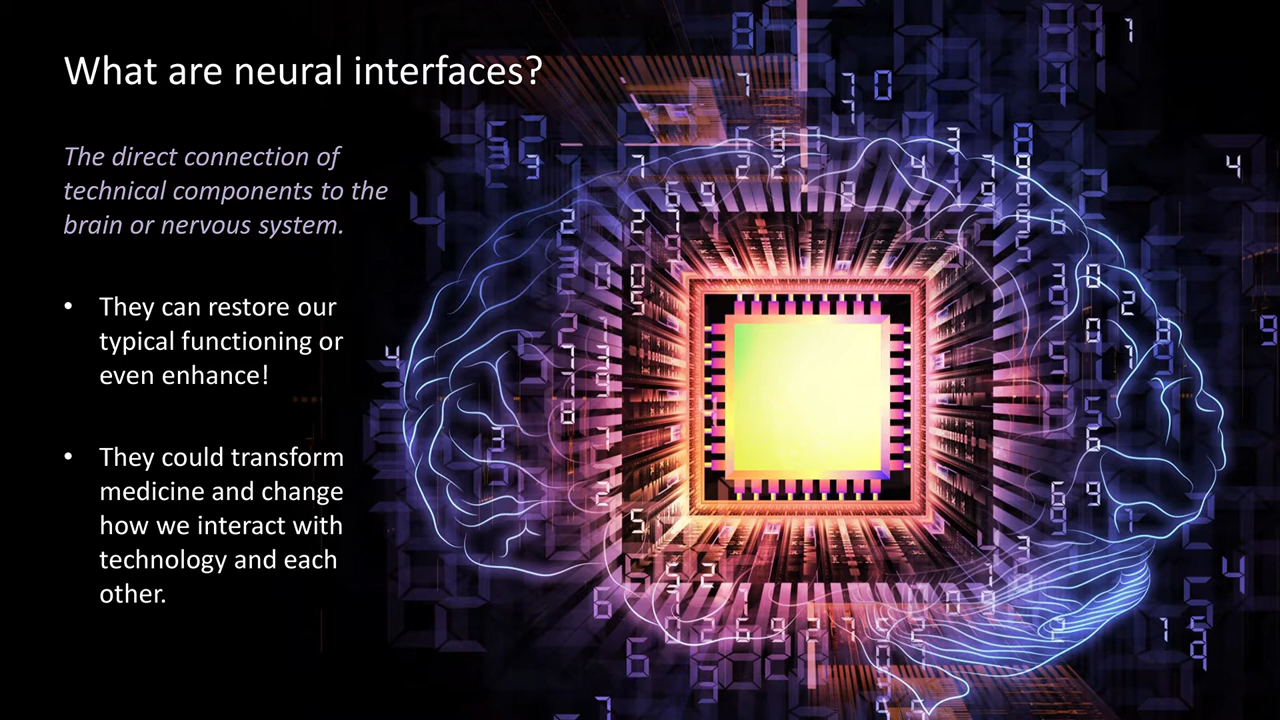 What are neural interfaces?
The direct connection of
technical components to the
brain or nervous system.
• They can restore our
typical functioning or
even enhance!
• They could transform
medicine and change
how we interact with
technology and each
other.